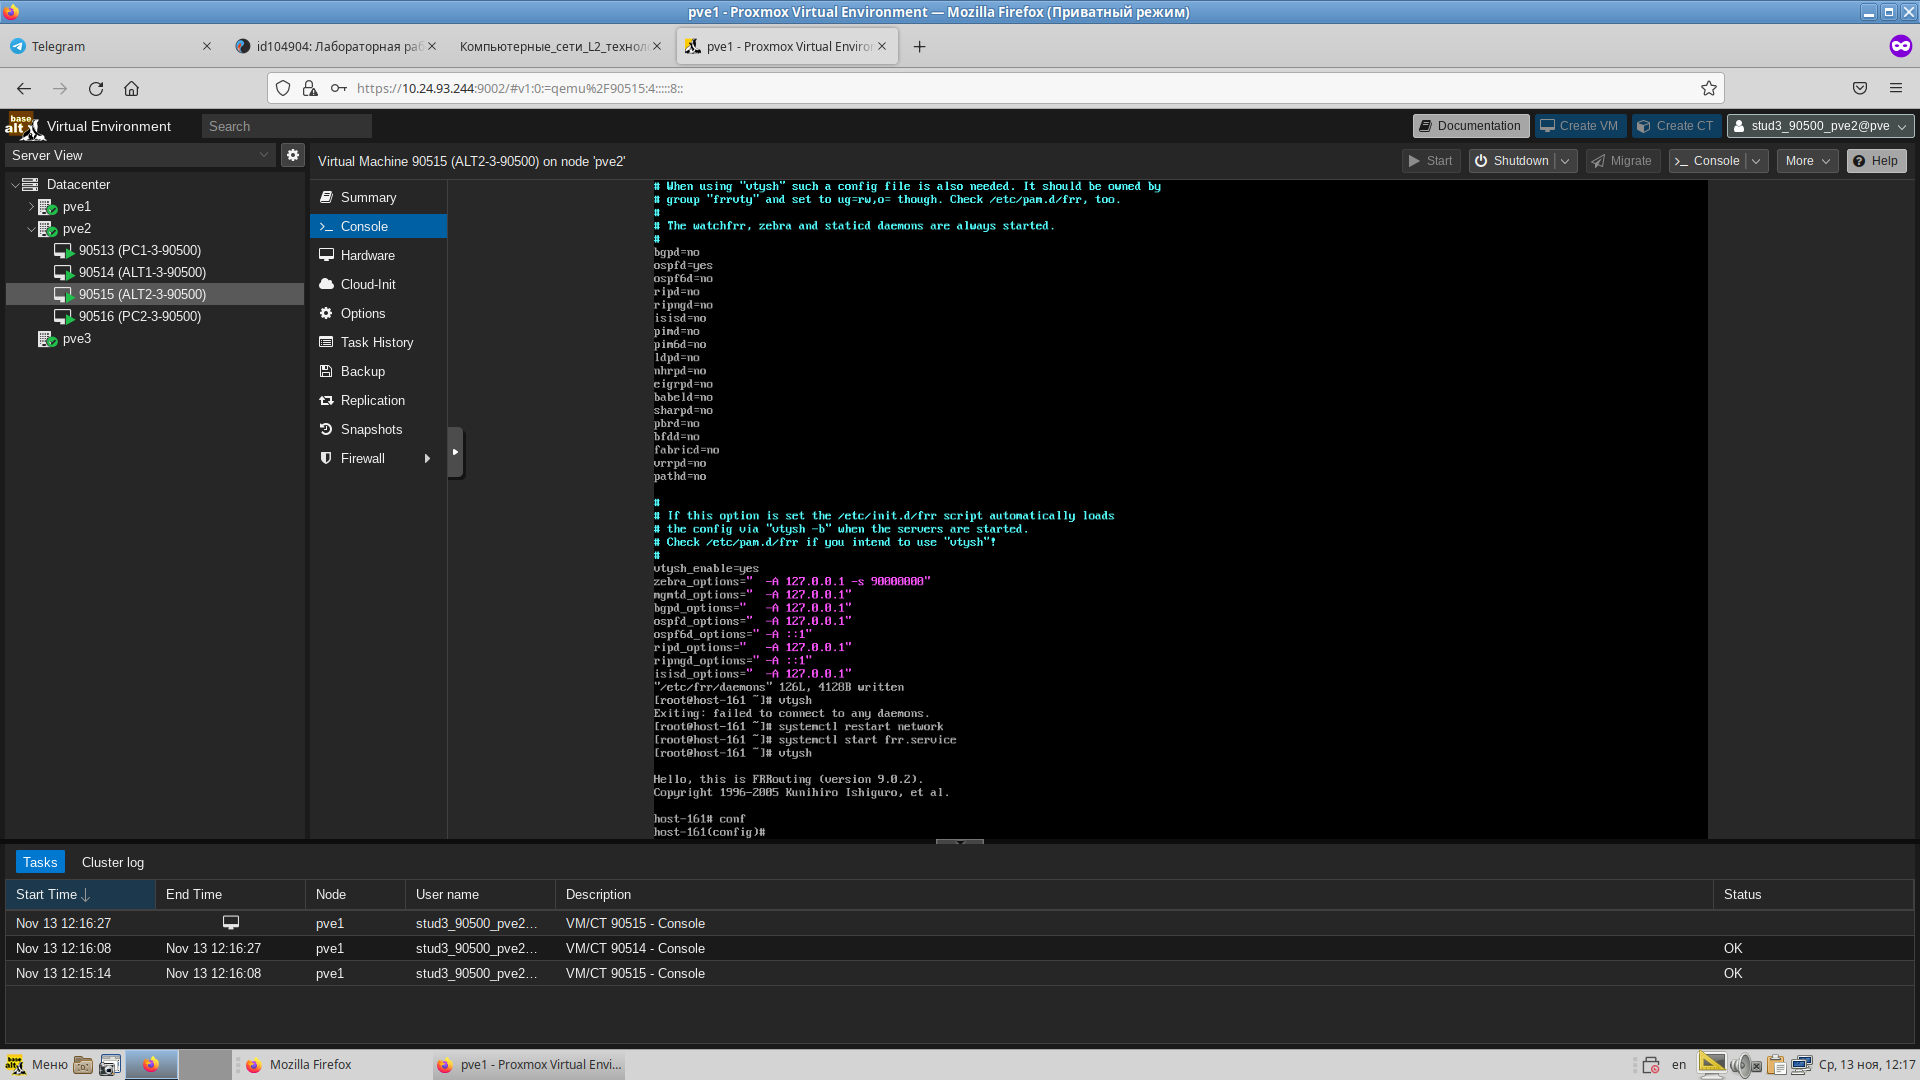 pve1 - Proxmox Virtual Environment — Mozilla Firefox (Приватный режим)
Telegram
id104904: Лабораторная раб
Компьютерные_сети_L2_технол
pve1 - Proxmox Virtual Environ
https://10.24.93.244:9002/#v1:0:=qemu%2F90515:4:::::8::
base alt
Virtual Environment
Search
Documentation
Create VM
Create CT
stud3_90500_pve2@pve
Server View
Virtual Machine 90515 (ALT2-3-90500) on node 'pve2'
Start
Shutdown
Migrate
Console
More
Help
Datacenter
pve1
pve2
90513 (PC1-3-90500)
90514 (ALT1-3-90500)
90515 (ALT2-3-90500)
90516 (PC2-3-90500)
pve3
Summary
Console
Hardware
Cloud-Init
Options
Task History
Backup
Replication
Snapshots
Firewall
# When using "vtysh" such a config file is also needed. It should be owned by
# group "frrvty" and set to ug=rw,o= though. Check /etc/pam.d/frr, too.
#
# The watchfrr, zebra and staticd daemons are always started.
#
bgpd=no
ospfd=yes
ospf6d=no
ripd=no
ripngd=no
isisd=no
pimd=no
pim6d=no
ldpd=no
nhrpd=no
eigrpd=no
babeld=no
sharpd=no
pbrd=no
bfdd=no
fabricd=no
vrrpd=no
pathd=no
#
# If this option is set the /etc/init.d/frr script automatically loads
# the config via "vtysh -b" when the servers are started.
# Check /etc/pam.d/frr if you intend to use "vtysh"!
#
vtysh_enable=yes
zebra_options="  -A 127.0.0.1 -s 90000000"
mgmtd_options="  -A 127.0.0.1"
bgpd_options="   -A 127.0.0.1"
ospfd_options="  -A 127.0.0.1"
ospf6d_options=" -A ::1"
ripd_options="   -A 127.0.0.1"
ripngd_options=" -A ::1"
isisd_options="  -A 127.0.0.1"
"/etc/frr/daemons" 126L, 4128B written
[root@host-161 ~]# vtysh
Exiting: failed to connect to any daemons.
[root@host-161 ~]# systemctl restart network
[root@host-161 ~]# systemctl start frr.service
[root@host-161 ~]# vtysh
Hello, this is FRRouting (version 9.0.2).
Copyright 1996-2005 Kunihiro Ishiguro, et al.
host-161# conf
host-161(config)#
Tasks
Cluster log
Start Time
End Time
Node
User name
Description
Status
Nov 13 12:16:27 pve1 stud3_90500_pve2... VM/CT 90515 - Console
Nov 13 12:16:08 Nov 13 12:16:27 pve1 stud3_90500_pve2... VM/CT 90514 - Console OK
Nov 13 12:15:14 Nov 13 12:16:08 pve1 stud3_90500_pve2... VM/CT 90515 - Console OK
Меню
Mozilla Firefox
pve1 - Proxmox Virtual Envi...
en
Ср, 13 ноя, 12:17